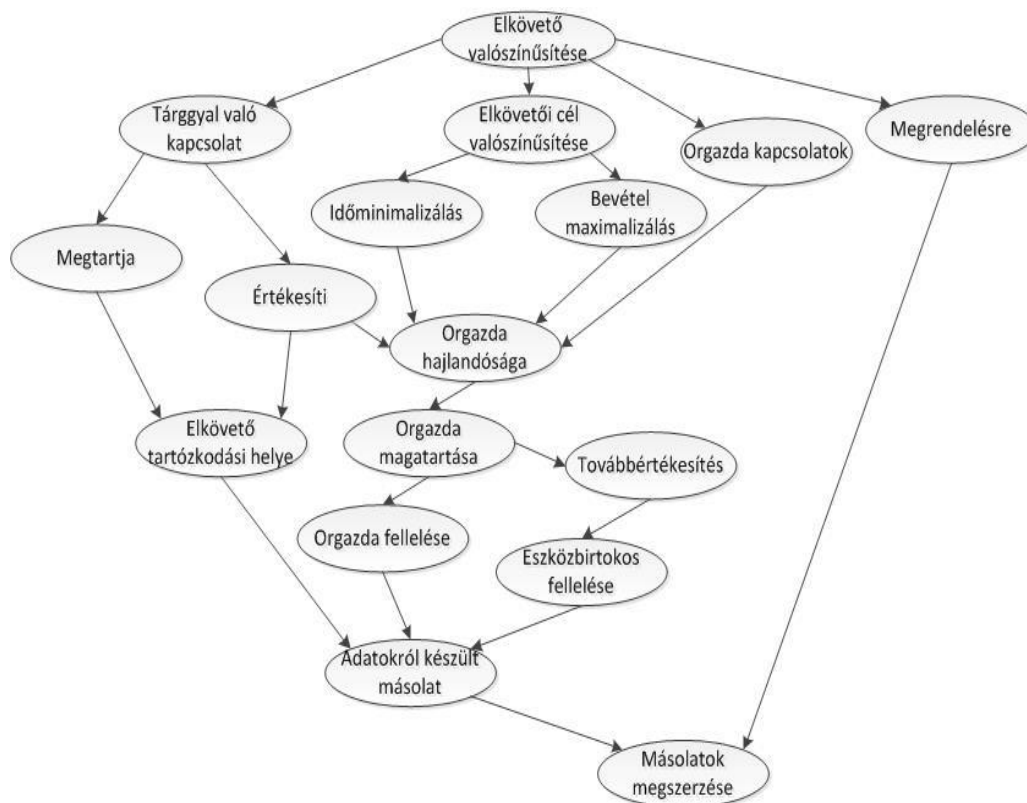 Elkövető
valószínűsítése
Tárggyal való
kapcsolat
Elkövetői cél
valószínűsítése
Orgazda kapcsolatok
Megrendelésre
Időminimalizálás
Bevétel
maximalizálás
Megtartja
Értékesíti
Orgazda
hajlandósága
Elkövető
tartózkodási helye
Orgazda
magatartása
Továbbértékesítés
Orgazda fellelése
Eszközbirtokos
fellelése
Adatokról készült
másolat
Másolatok
megszerzése